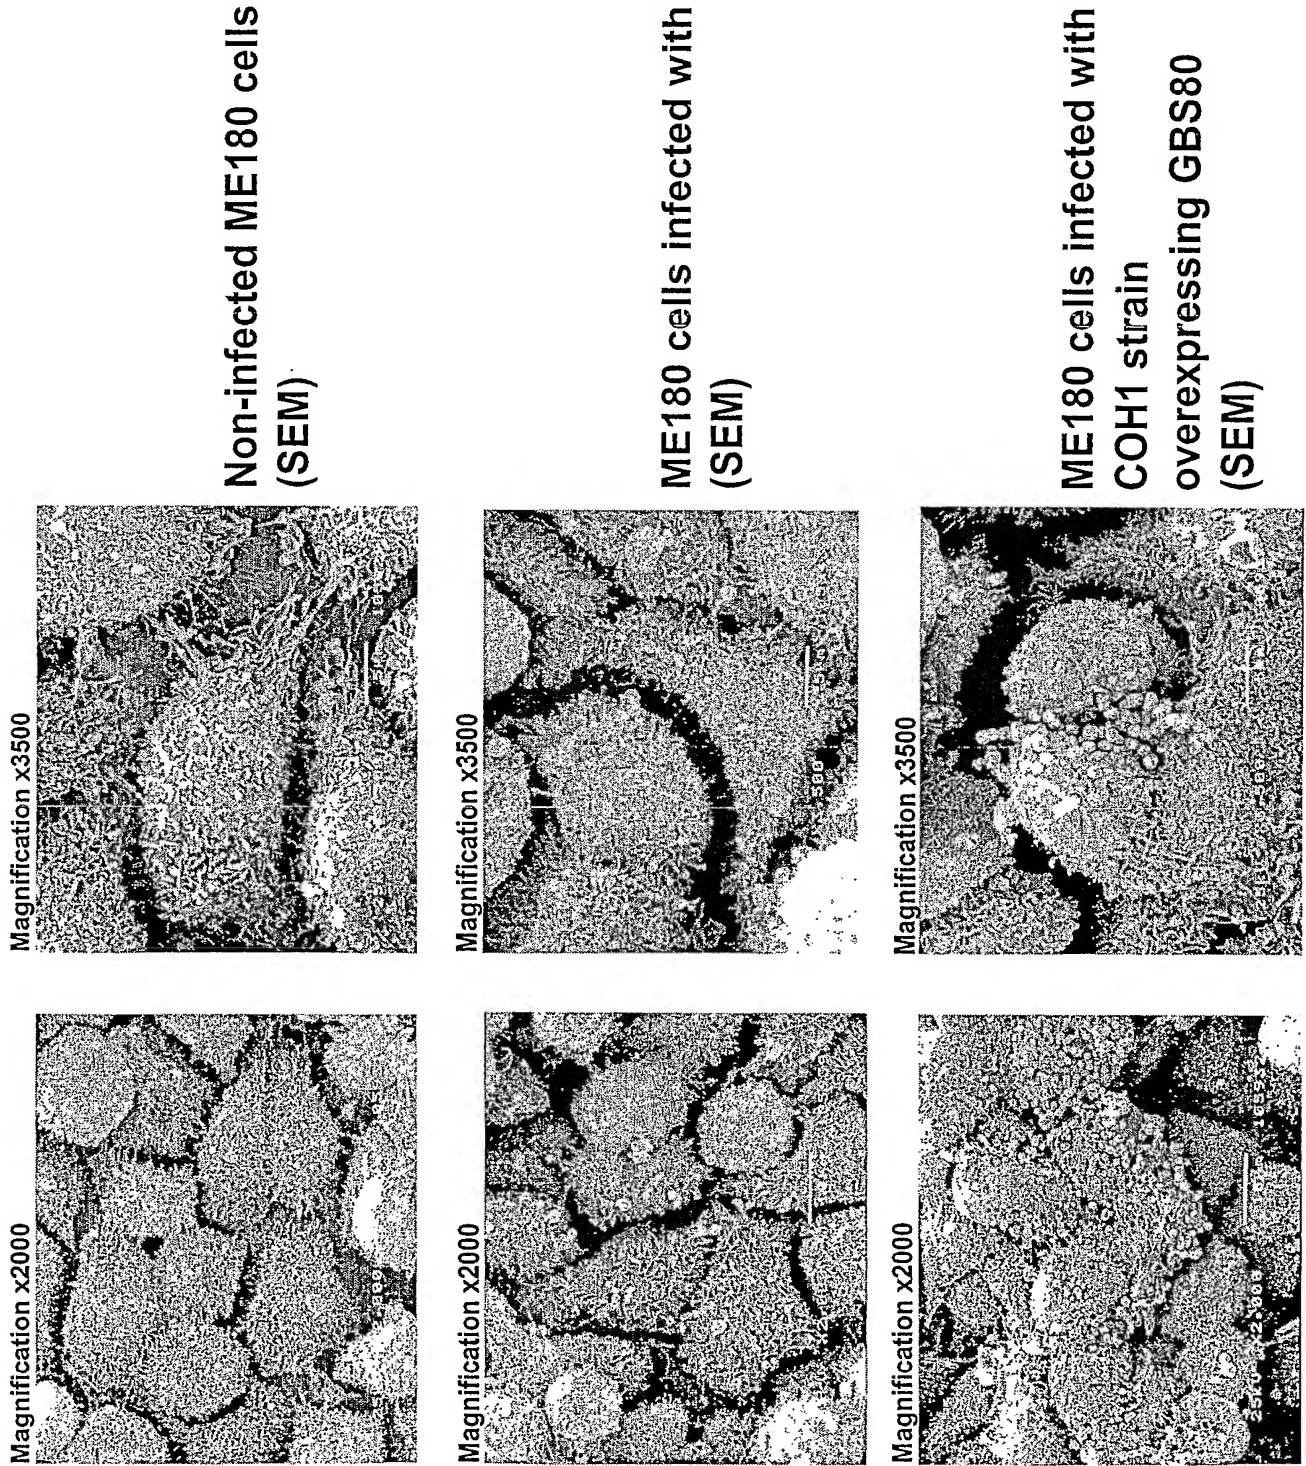 Magnification x2000
Magnification x3500
Non-infected ME180 cells
(SEM)
Magnification x2000
Magnification x3500
ME180 cells infected with
(SEM)
Magnification x2000
Magnification x3500
ME180 cells infected with
COH1 strain
overexpressing GBS80
(SEM)